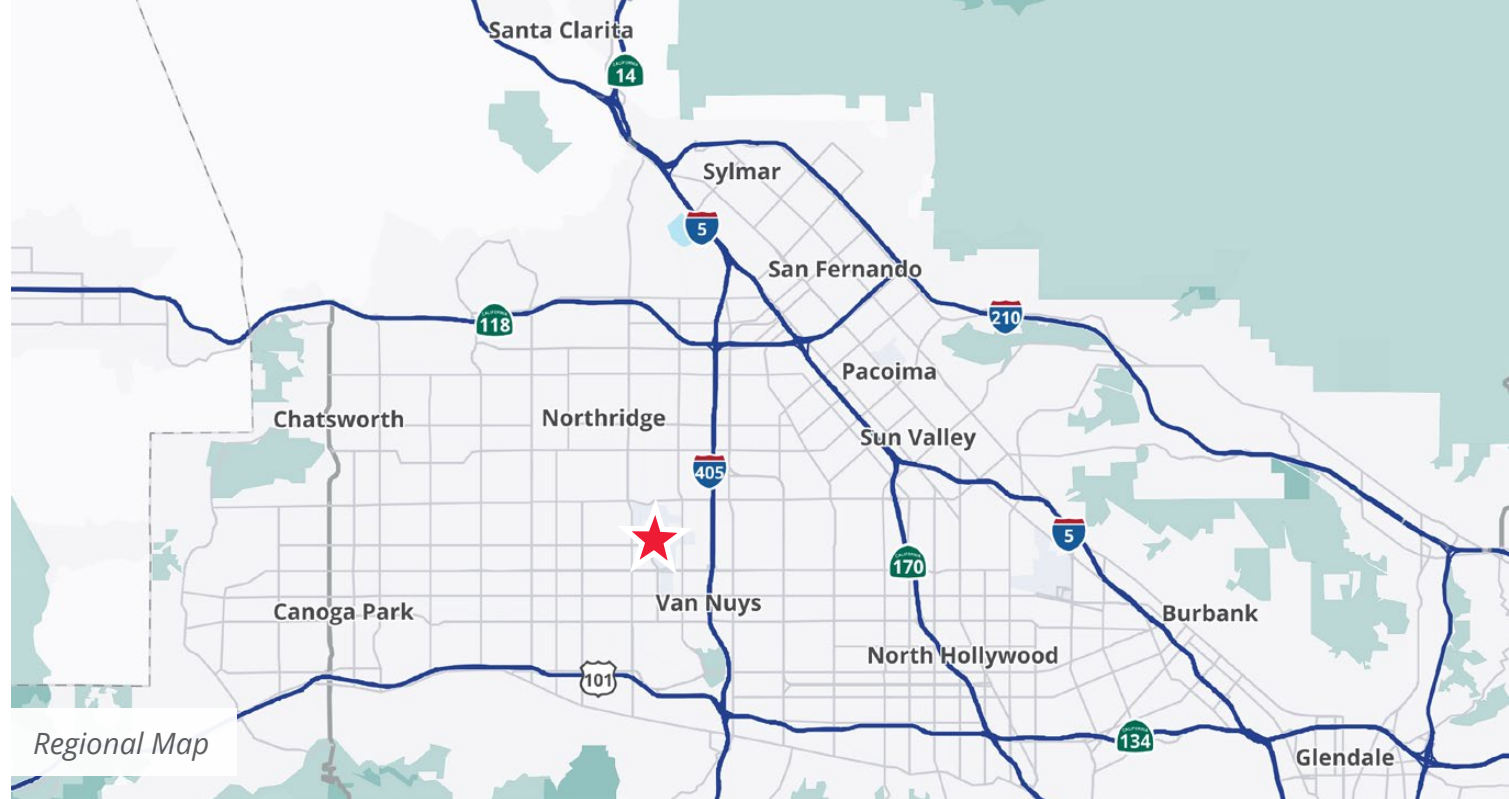 Santa Clarita
14
Sylmar
5
San Fernando
118
210
Pacoima
Chatsworth
Northridge
Sun Valley
405
5
170
Canoga Park
Van Nuys
Burbank
North Hollywood
101
134
Regional Map
Glendale